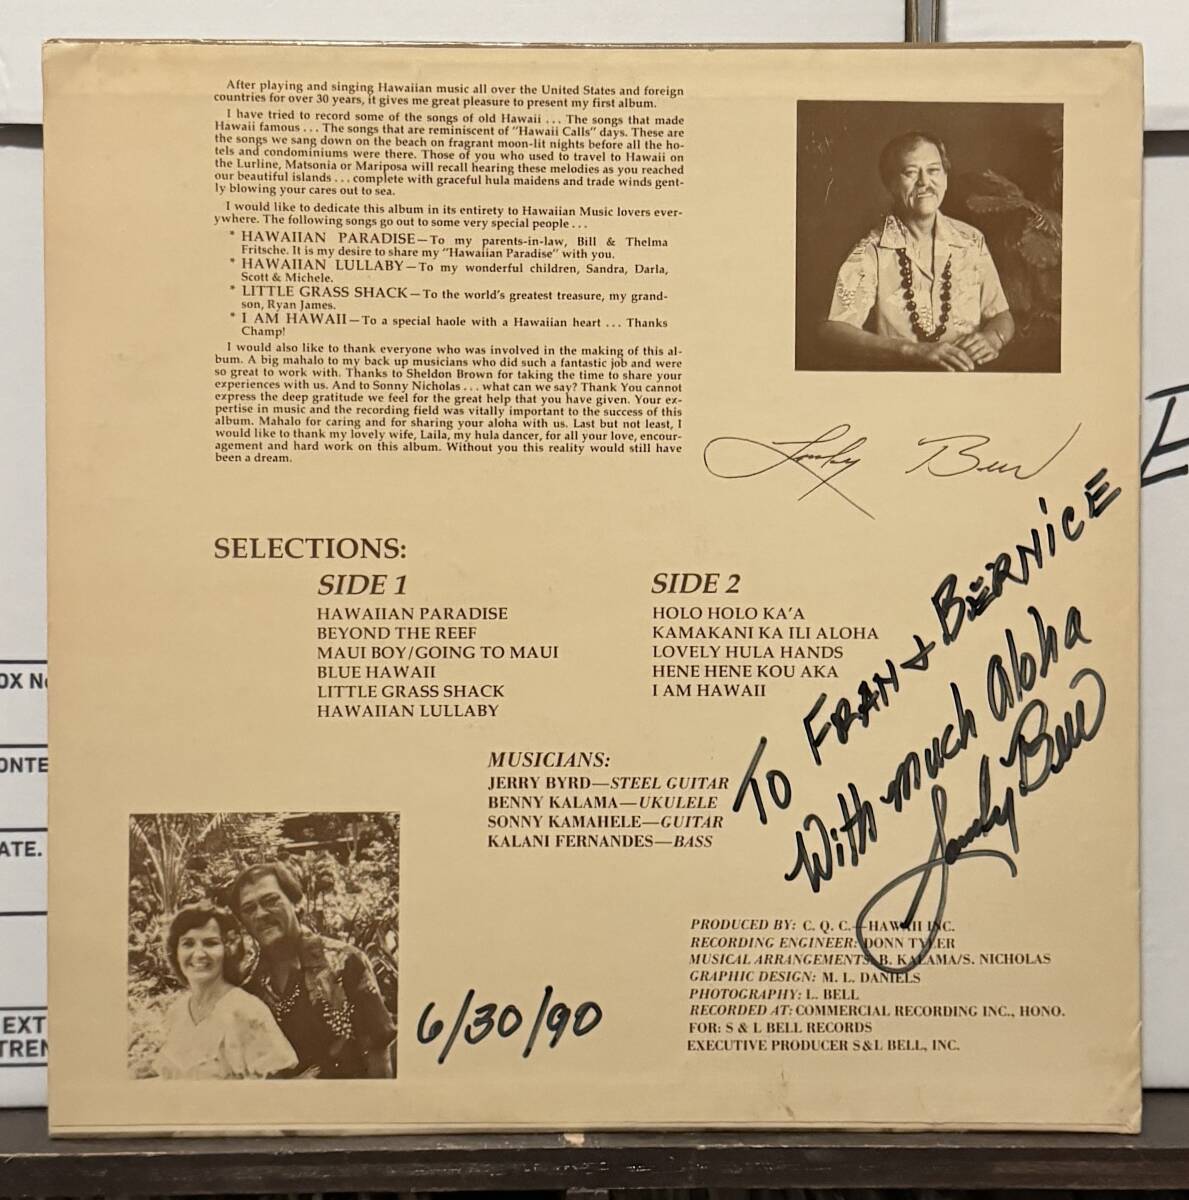 After playing and singing Hawaiian music all over the United States and foreign
countries for over 30 years, it gives me great pleasure to present my first album.
I have tried to record some of the songs of old Hawaii . . . The songs that made
Hawaii famous . . . The songs that are reminiscent of "Hawaii Calls" days. These are
the songs we sang down on the beach on fragrant moon-lit nights before all the ho-
tels and condominiums were there. Those of you who used to travel to Hawaii on
the Lurline, Matsonia or Mariposa will recall hearing these melodies as you reached
our beautiful islands . . . complete with graceful hula maidens and trade winds gent-
ly blowing your cares out to sea.
I would like to dedicate this album in its entirety to Hawaiian Music lovers ever-
ywhere. The following songs go out to some very special people . . .
* HAWAIIAN PARADISE—To my parents-in-law, Bill & Thelma
Fritsche. It is my desire to share my "Hawaiian Paradise" with you.
* HAWAIIAN LULLABY—To my wonderful children, Sandra, Darla,
Scott & Michele.
* LITTLE GRASS SHACK—To the world's greatest treasure, my grand-
son, Ryan James.
* I AM HAWAII—To a special haole with a Hawaiian heart . . . Thanks
Champ!
I would also like to thank everyone who was involved in the making of this al-
bum. A big mahalo to my back up musicians who did such a fantastic job and were
so great to work with. Thanks to Sheldon Brown for taking the time to share your
experiences with us. And to Sonny Nicholas . . . what can we say? Thank You cannot
express the deep gratitude we feel for the great help that you have given. Your ex-
pertise in music and the recording field was vitally important to the success of this
album. Mahalo for caring and for sharing your aloha with us. Last but not least, I
would like to thank my lovely wife, Laila, my hula dancer, for all your love, encour-
agement and hard work on this album. Without you this reality would still have
been a dream.
SELECTIONS:
SIDE 1
HAWAIIAN PARADISE
BEYOND THE REEF
MAUI BOY/GOING TO MAUI
BLUE HAWAII
LITTLE GRASS SHACK
HAWAIIAN LULLABY
SIDE 2
HOLO HOLO KA'A
KAMAKANI KA ILI ALOHA
LOVELY HULA HANDS
HENE HENE KOU AKA
I AM HAWAII
TO FRAN & BERNICE
With much aloha
MUSICIANS:
JERRY BYRD—STEEL GUITAR
BENNY KALAMA—UKULELE
SONNY KAMAHELE—GUITAR
KALANI FERNANDES—BASS
6/30/90
PRODUCED BY: C. Q. C.—HAWAII INC.
RECORDING ENGINEER: DONN TYLER
MUSICAL ARRANGEMENTS: B. KALAMA/S. NICHOLAS
GRAPHIC DESIGN: M. L. DANIELS
PHOTOGRAPHY: L. BELL
RECORDED AT: COMMERCIAL RECORDING INC., HONO.
FOR: S & L BELL RECORDS
EXECUTIVE PRODUCER S&L BELL, INC.